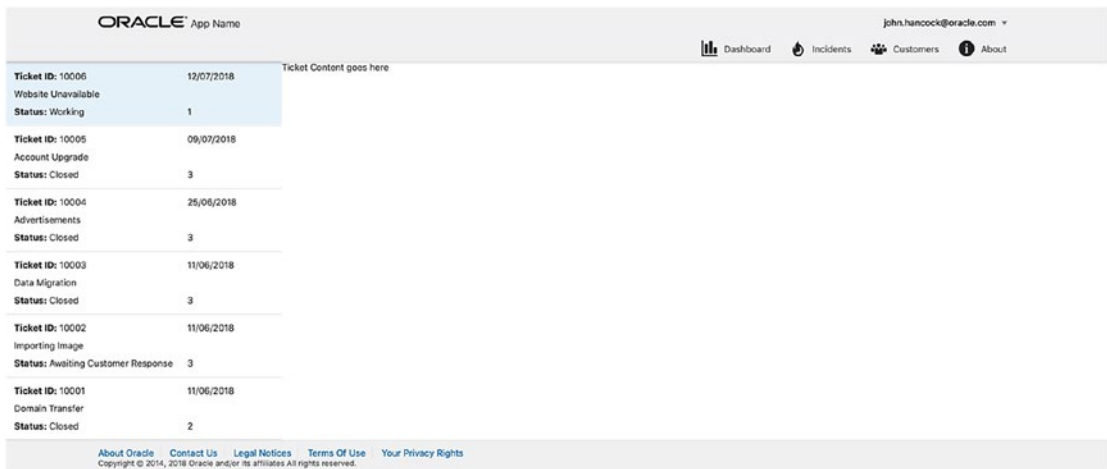 ORACLE® App Name
john.hancock@oracle.com
Dashboard Incidents Customers About
Ticket ID: 10006 12/07/2018
Website Unavailable
Status: Working 1
Ticket Content goes here
Ticket ID: 10005 09/07/2018
Account Upgrade
Status: Closed 3
Ticket ID: 10004 25/06/2018
Advertisements
Status: Closed 3
Ticket ID: 10003 11/06/2018
Data Migration
Status: Closed 3
Ticket ID: 10002 11/06/2018
Importing Image
Status: Awaiting Customer Response 3
Ticket ID: 10001 11/06/2018
Domain Transfer
Status: Closed 2
About Oracle Contact Us Legal Notices Terms Of Use Your Privacy Rights
Copyright © 2014, 2018 Oracle and/or its affiliates All rights reserved.